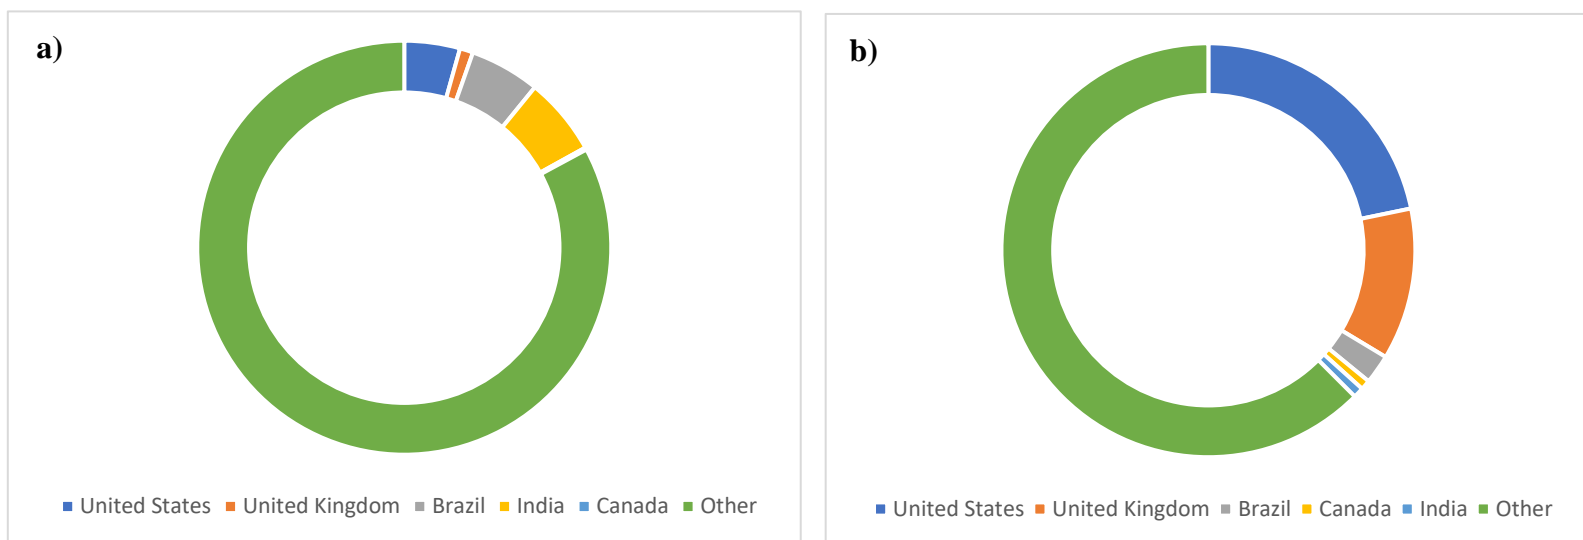 a)
United States United Kingdom Brazil India Canada Other
b)
United States United Kingdom Brazil Canada India Other